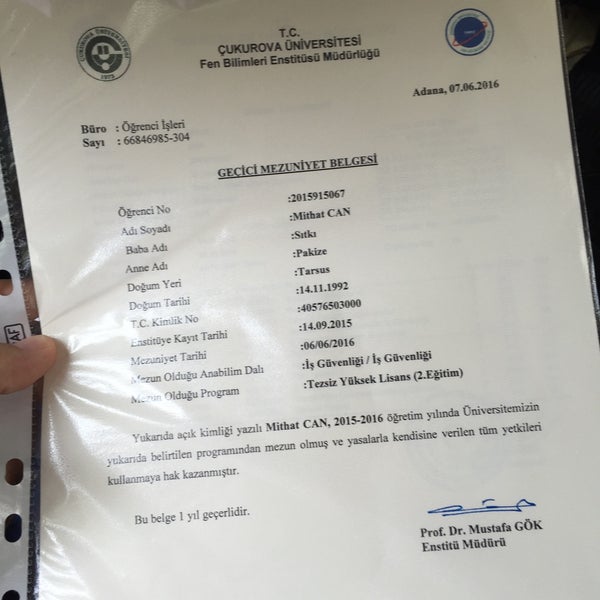 ÇUKUROVA ÜNİVERSİTESİ
1973
T.C.
ÇUKUROVA ÜNİVERSİTESİ
Fen Bilimleri Enstitüsü Müdürlüğü
Adana, 07.06.2016
Büro : Öğrenci İşleri
Sayı : 66846985-304
GEÇİCİ MEZUNİYET BELGESİ
Öğrenci No :2015915067
Adı Soyadı :Mithat CAN
Baba Adı :Sıtkı
Anne Adı :Pakize
Doğum Yeri :Tarsus
Doğum Tarihi :14.11.1992
T.C. Kimlik No :40576503000
Enstitüye Kayıt Tarihi :14.09.2015
Mezuniyet Tarihi :06/06/2016
Mezun Olduğu Anabilim Dalı :İş Güvenliği / İş Güvenliği
Mezun Olduğu Program :Tezsiz Yüksek Lisans (2.Eğitim)
Yukarıda açık kimliği yazılı Mithat CAN, 2015-2016 öğretim yılında Üniversitemizin
yukarıda belirtilen programından mezun olmuş ve yasalarla kendisine verilen tüm yetkileri
kullanmaya hak kazanmıştır.
Bu belge 1 yıl geçerlidir.
Prof. Dr. Mustafa GÖK
Enstitü Müdürü